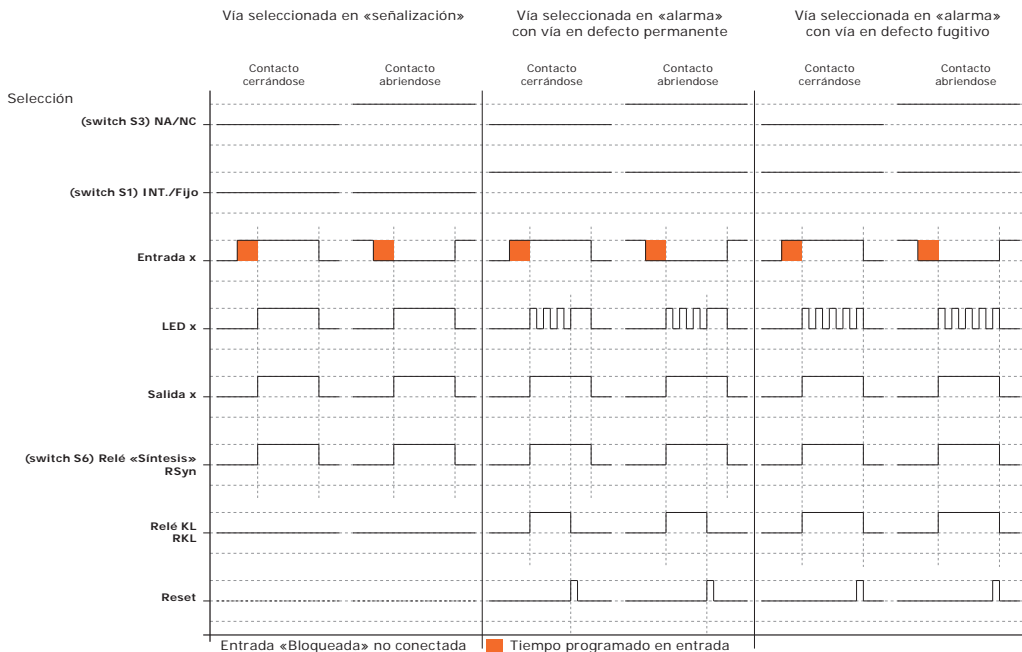 Vía seleccionada en «señalización»
Vía seleccionada en «alarma»
con vía en defecto permanente
Vía seleccionada en «alarma»
con vía en defecto fugitivo
Contacto
cerrándose
Contacto
abriendose
Contacto
cerrándose
Contacto
abriendose
Contacto
cerrándose
Contacto
abriendose
Selección
(switch S3) NA/NC
(switch S1) INT./Fijo
Entrada x
LED x
Salida x
(switch S6) Relé «Síntesis»
RSyn
Relé KL
RKL
Reset
Entrada «Bloqueada» no conectada
Tiempo programado en entrada